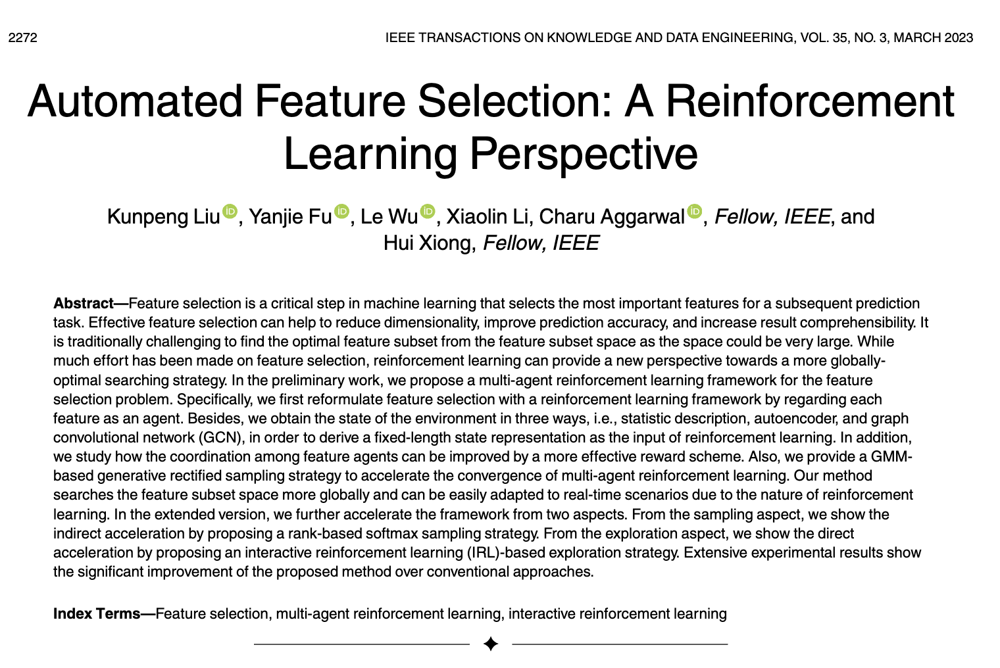 2272
IEEE TRANSACTIONS ON KNOWLEDGE AND DATA ENGINEERING, VOL. 35, NO. 3, MARCH 2023
Automated Feature Selection: A Reinforcement
Learning Perspective
Kunpeng Liu iD, Yanjie Fu iD, Le Wu iD, Xiaolin Li, Charu Aggarwal iD, Fellow, IEEE, and
Hui Xiong, Fellow, IEEE
Abstract—Feature selection is a critical step in machine learning that selects the most important features for a subsequent prediction
task. Effective feature selection can help to reduce dimensionality, improve prediction accuracy, and increase result comprehensibility. It
is traditionally challenging to find the optimal feature subset from the feature subset space as the space could be very large. While
much effort has been made on feature selection, reinforcement learning can provide a new perspective towards a more globally-
optimal searching strategy. In the preliminary work, we propose a multi-agent reinforcement learning framework for the feature
selection problem. Specifically, we first reformulate feature selection with a reinforcement learning framework by regarding each
feature as an agent. Besides, we obtain the state of the environment in three ways, i.e., statistic description, autoencoder, and graph
convolutional network (GCN), in order to derive a fixed-length state representation as the input of reinforcement learning. In addition,
we study how the coordination among feature agents can be improved by a more effective reward scheme. Also, we provide a GMM-
based generative rectified sampling strategy to accelerate the convergence of multi-agent reinforcement learning. Our method
searches the feature subset space more globally and can be easily adapted to real-time scenarios due to the nature of reinforcement
learning. In the extended version, we further accelerate the framework from two aspects. From the sampling aspect, we show the
indirect acceleration by proposing a rank-based softmax sampling strategy. From the exploration aspect, we show the direct
acceleration by proposing an interactive reinforcement learning (IRL)-based exploration strategy. Extensive experimental results show
the significant improvement of the proposed method over conventional approaches.
Index Terms—Feature selection, multi-agent reinforcement learning, interactive reinforcement learning